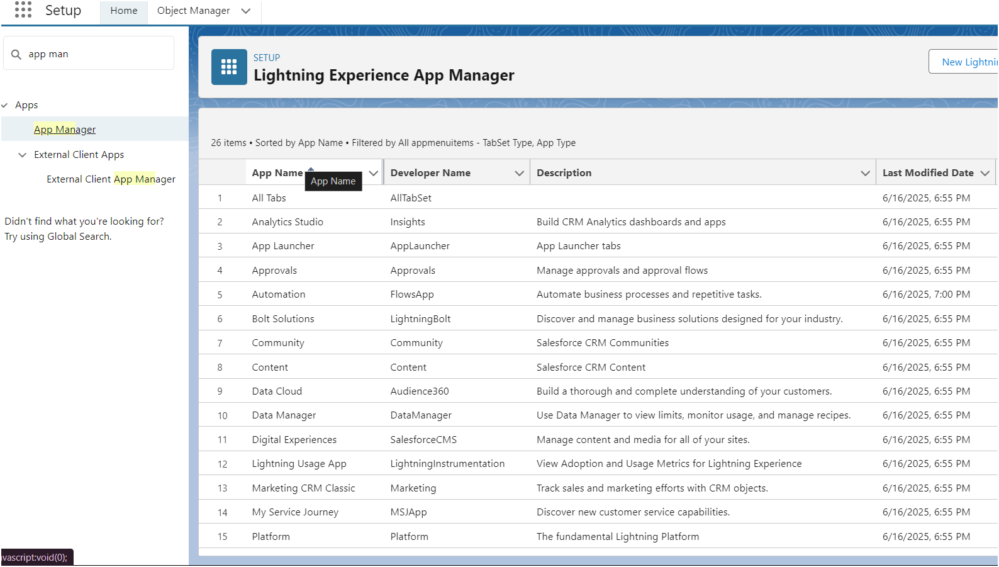 Setup
Home
Object Manager
app man
Apps
App Manager
External Client Apps
External Client App Manager
Didn't find what you're looking for?
Try using Global Search.
SETUP
Lightning Experience App Manager
New
26 items • Sorted by App Name • Filtered by All appmenuitems - TabSet Type, App Type
App Name Developer Name Description Last Modified Date
App Name
1 All Tabs AllTabSet 6/16/2025, 6:55 PM
2 Analytics Studio Insights Build CRM Analytics dashboards and apps 6/16/2025, 6:55 PM
3 App Launcher AppLauncher App Launcher tabs 6/16/2025, 6:55 PM
4 Approvals Approvals Manage approvals and approval flows 6/16/2025, 6:55 PM
5 Automation FlowsApp Automate business processes and repetitive tasks. 6/16/2025, 7:00 PM
6 Bolt Solutions LightningBolt Discover and manage business solutions designed for your industry. 6/16/2025, 6:55 PM
7 Community Community Salesforce CRM Communities 6/16/2025, 6:55 PM
8 Content Content Salesforce CRM Content 6/16/2025, 6:55 PM
9 Data Cloud Audience360 Build a thorough and complete understanding of your customers. 6/16/2025, 6:55 PM
10 Data Manager DataManager Use Data Manager to view limits, monitor usage, and manage recipes. 6/16/2025, 6:55 PM
11 Digital Experiences SalesforceCMS Manage content and media for all of your sites. 6/16/2025, 6:55 PM
12 Lightning Usage App LightningInstrumentation View Adoption and Usage Metrics for Lightning Experience 6/16/2025, 6:55 PM
13 Marketing CRM Classic Marketing Track sales and marketing efforts with CRM objects. 6/16/2025, 6:55 PM
14 My Service Journey MSJApp Discover new customer service capabilities. 6/16/2025, 6:55 PM
15 Platform Platform The fundamental Lightning Platform 6/16/2025, 6:55 PM
vascript:void(0);